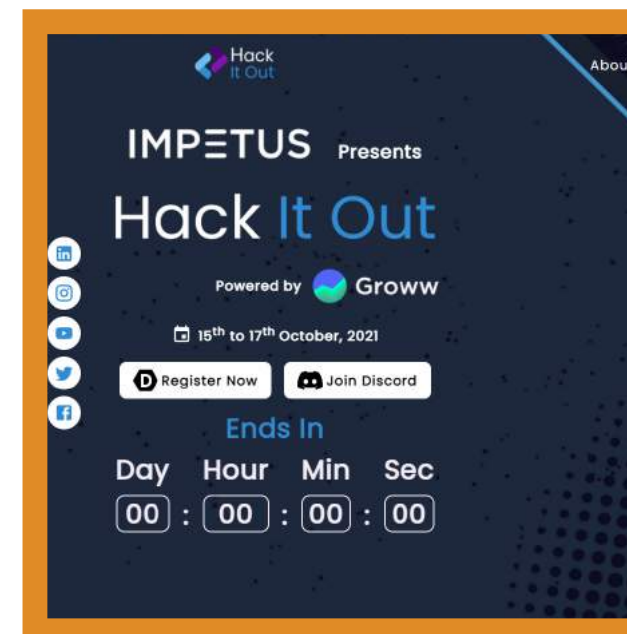 Hack
It Out
Abou
IMPETUS Presents
Hack It Out
Powered by Groww
15th to 17th October, 2021
D Register Now
Join Discord
Ends In
Day Hour Min Sec
00 : 00 : 00 : 00